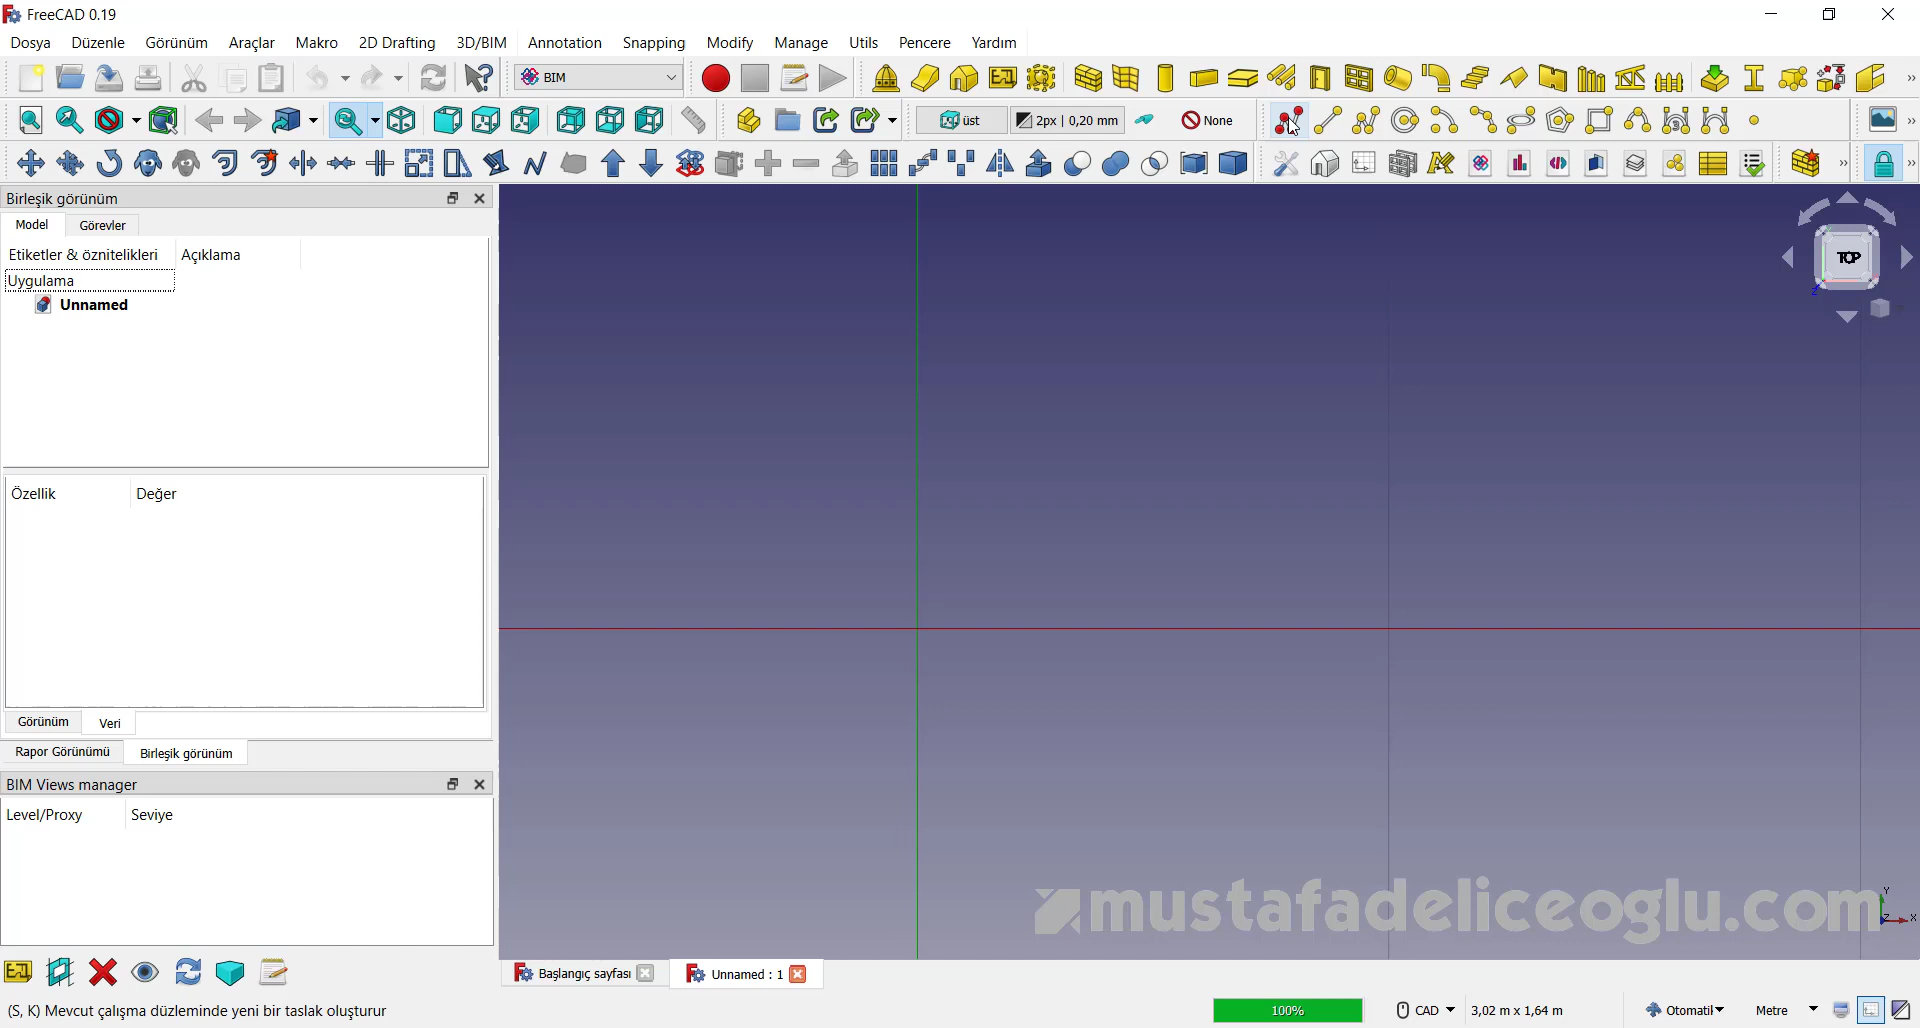 FreeCAD 0.19
Dosya Düzenle Görünüm Araçlar Makro 2D Drafting 3D/BIM Annotation Snapping Modify Manage Utils Pencere Yardım
BIM
üst 2px | 0,20 mm None
Birleşik görünüm
Model Görevler
Etiketler & öznitelikleri Açıklama
Uygulama
Unnamed
TOP
Z
Özellik Değer
Görünüm Veri
Rapor Görünümü Birleşik görünüm
BIM Views manager
Level/Proxy Seviye
mustafadeliceoglu.com
Y
Z X
Başlangıç sayfası Unnamed : 1
(S, K) Mevcut çalışma düzleminde yeni bir taslak oluşturur
100% CAD 3,02 m x 1,64 m Otomatik Metre